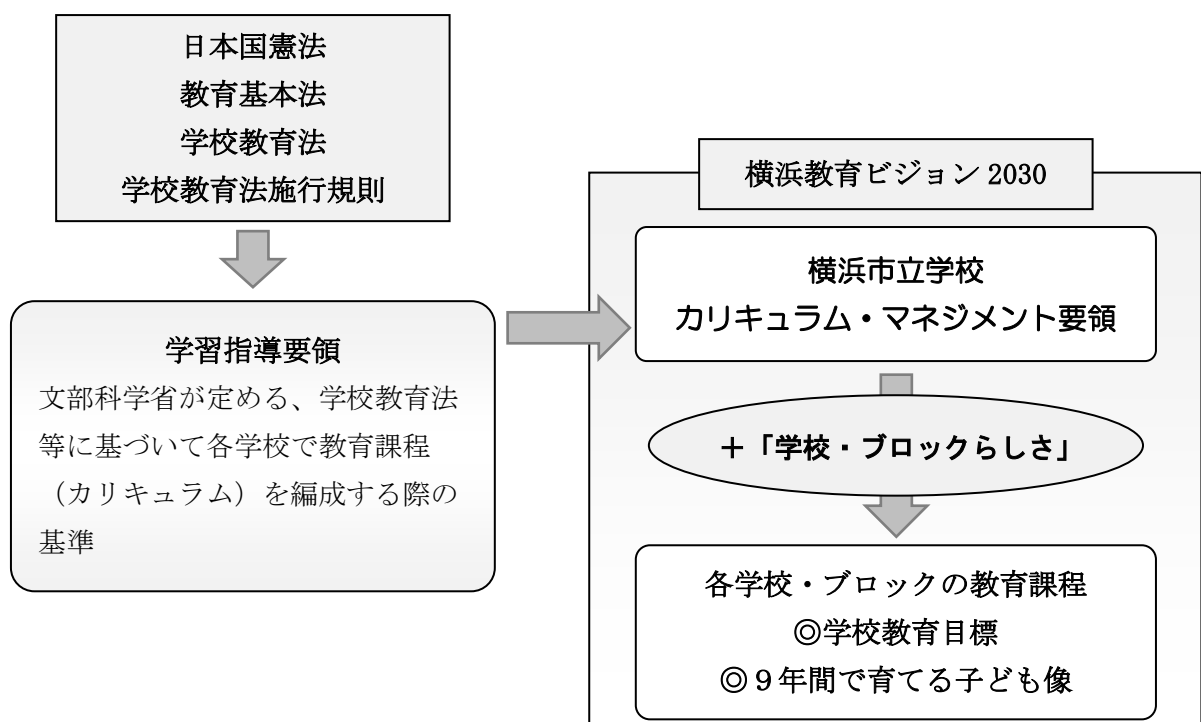 日本国憲法
教育基本法
学校教育法
学校教育法施行規則
学習指導要領
文部科学省が定める、学校教育法
等に基づいて各学校で教育課程
（カリキュラム）を編成する際の
基準
横浜教育ビジョン 2030
横浜市立学校
カリキュラム・マネジメント要領
＋「学校・ブロックらしさ」
各学校・ブロックの教育課程
◎学校教育目標
◎９年間で育てる子ども像